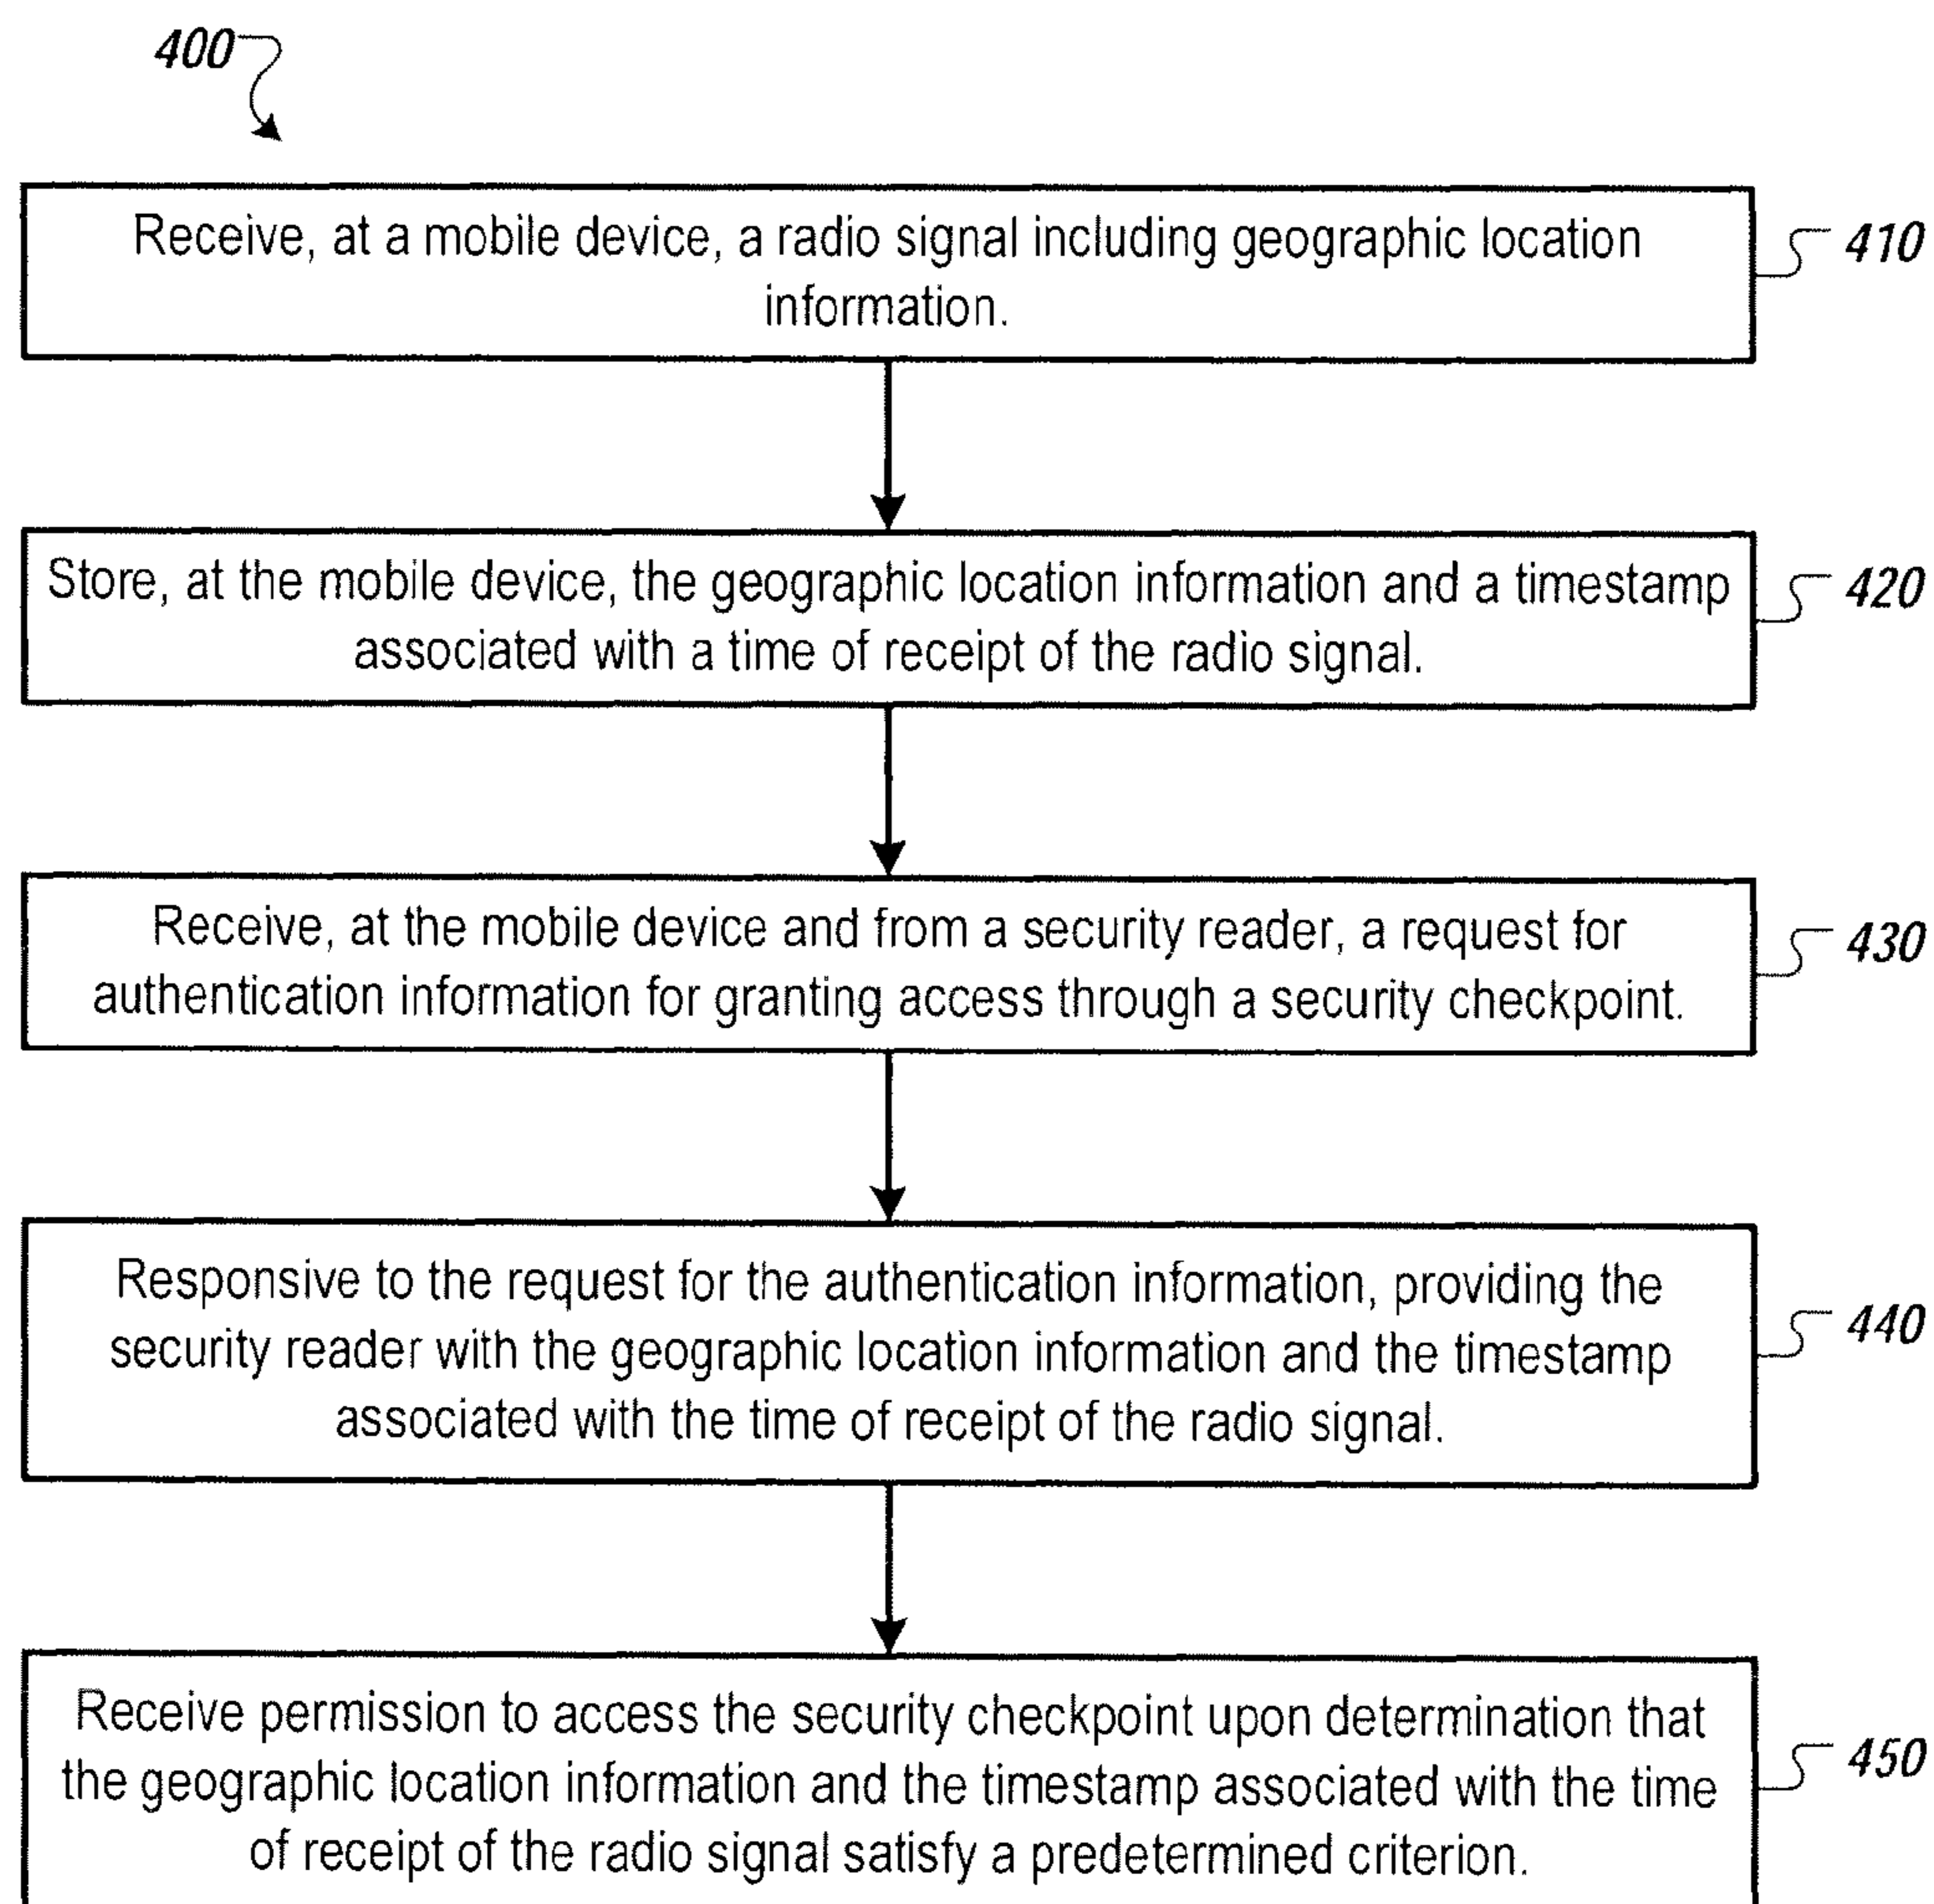 400
Receive, at a mobile device, a radio signal including geographic location
information.
410
Store, at the mobile device, the geographic location information and a timestamp
associated with a time of receipt of the radio signal.
420
Receive, at the mobile device and from a security reader, a request for
authentication information for granting access through a security checkpoint.
430
Responsive to the request for the authentication information, providing the
security reader with the geographic location information and the timestamp
associated with the time of receipt of the radio signal.
440
Receive permission to access the security checkpoint upon determination that
the geographic location information and the timestamp associated with the time
of receipt of the radio signal satisfy a predetermined criterion.
450